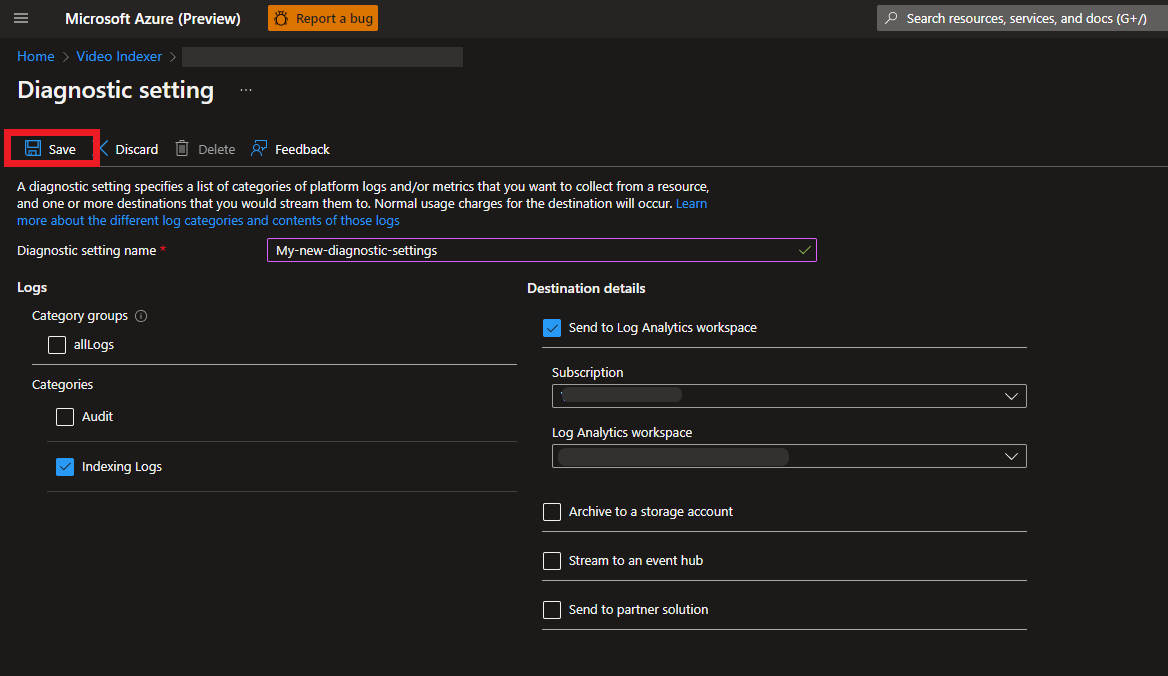 Microsoft Azure (Preview) Report a bug Search resources, services, and docs (G+/)
Home > Video Indexer >
Diagnostic setting ...
Save Discard Delete Feedback
A diagnostic setting specifies a list of categories of platform logs and/or metrics that you want to collect from a resource,
and one or more destinations that you would stream them to. Normal usage charges for the destination will occur. Learn
more about the different log categories and contents of those logs
Diagnostic setting name * My-new-diagnostic-settings
Logs
Category groups
allLogs
Categories
Audit
Indexing Logs
Destination details
Send to Log Analytics workspace
Subscription
Log Analytics workspace
Archive to a storage account
Stream to an event hub
Send to partner solution